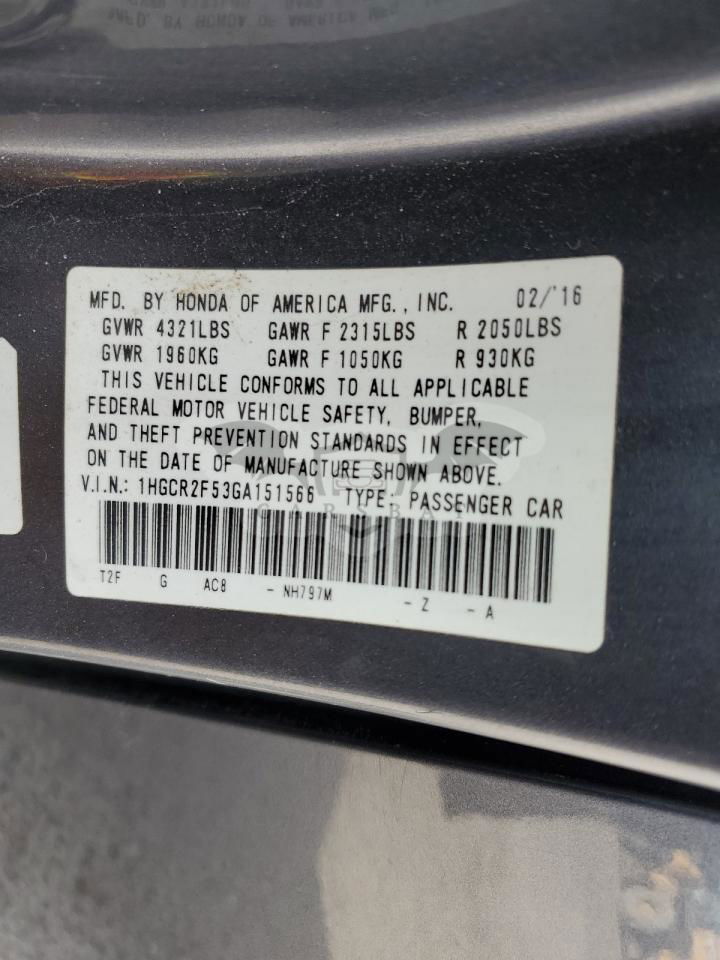 MFD. BY HONDA OF AMERICA MFG., INC. 02/'16
GVWR 4321LBS GAWR F 2315LBS R 2050LBS
GVWR 1960KG GAWR F 1050KG R 930KG
THIS VEHICLE CONFORMS TO ALL APPLICABLE
FEDERAL MOTOR VEHICLE SAFETY, BUMPER,
AND THEFT PREVENTION STANDARDS IN EFFECT
ON THE DATE OF MANUFACTURE SHOWN ABOVE.
V.I.N.: 1HGCR2F53GA151566 TYPE: PASSENGER CAR
T2F G AC8 - NH797M - Z - A